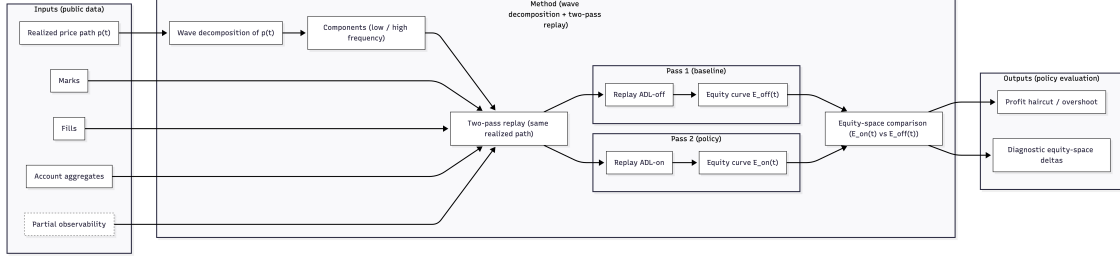 Inputs (public data)
Realized price path p(t)
Marks
Fills
Account aggregates
Partial observability
Method (wave
decomposition + two-pass
replay)
Wave decomposition of p(t)
Components (low / high
frequency)
Two-pass replay (same
realized path)
Pass 1 (baseline)
Replay ADL-off
Equity curve E_off(t)
Pass 2 (policy)
Replay ADL-on
Equity curve E_on(t)
Equity-space comparison
(E_on(t) vs E_off(t))
Outputs (policy evaluation)
Profit haircut / overshoot
Diagnostic equity-space
deltas